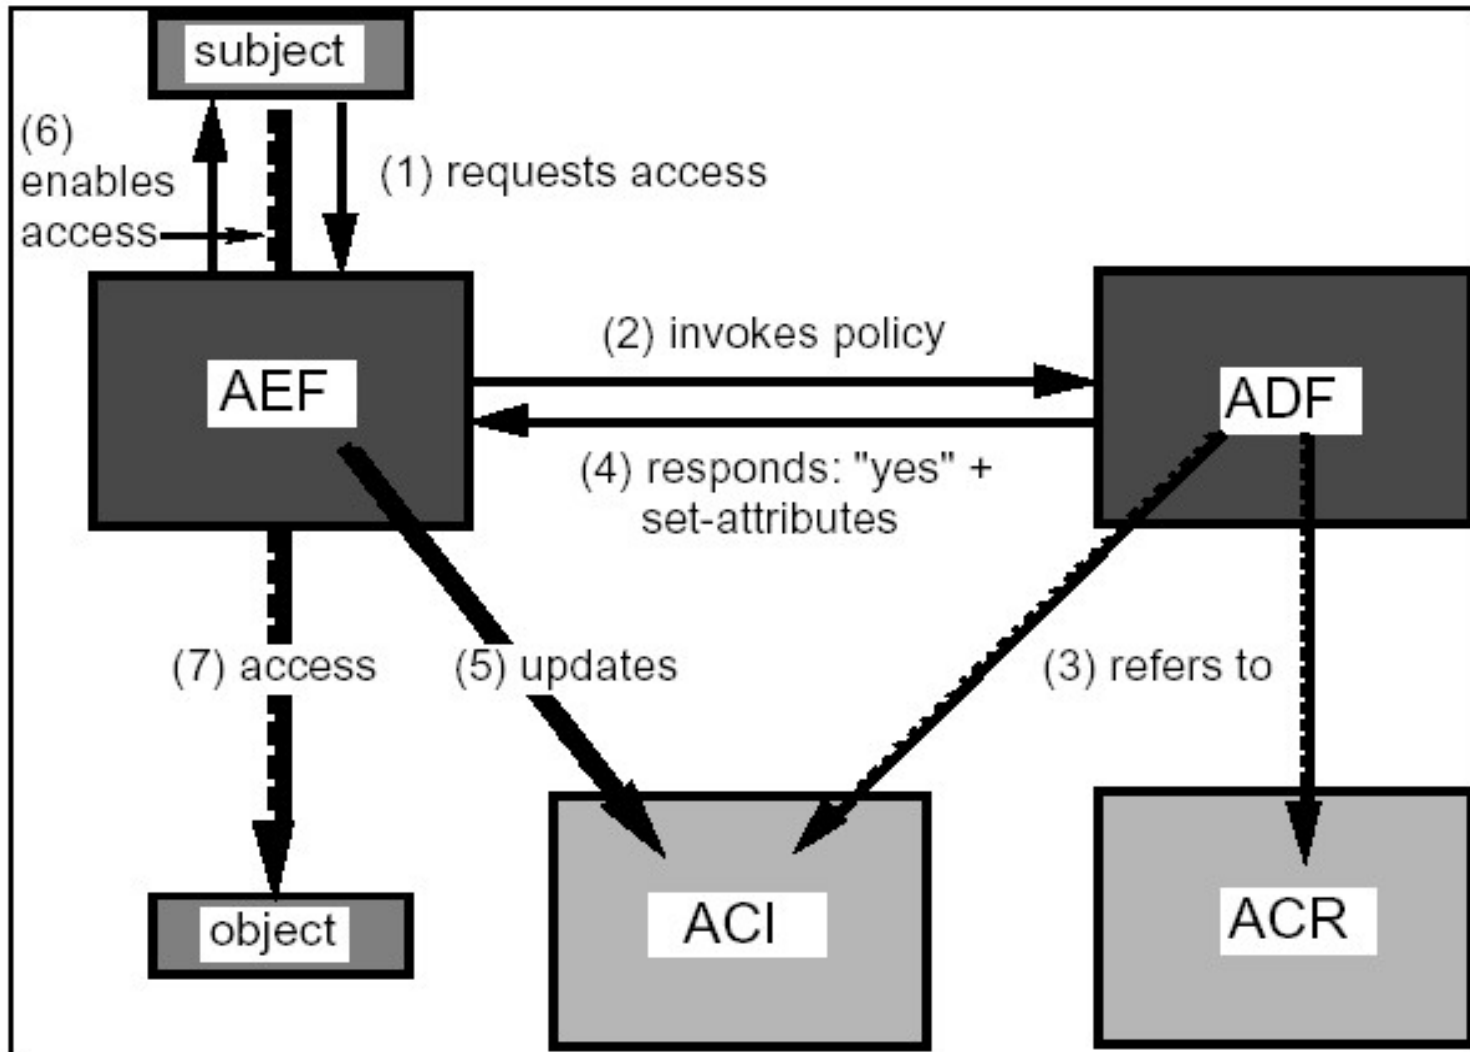 subject
(6)
enables
access
(1) requests access
(2) invokes policy
AEF
ADF
(4) responds: "yes" +
set-attributes
(7) access
(5) updates
(3) refers to
object
ACI
ACR